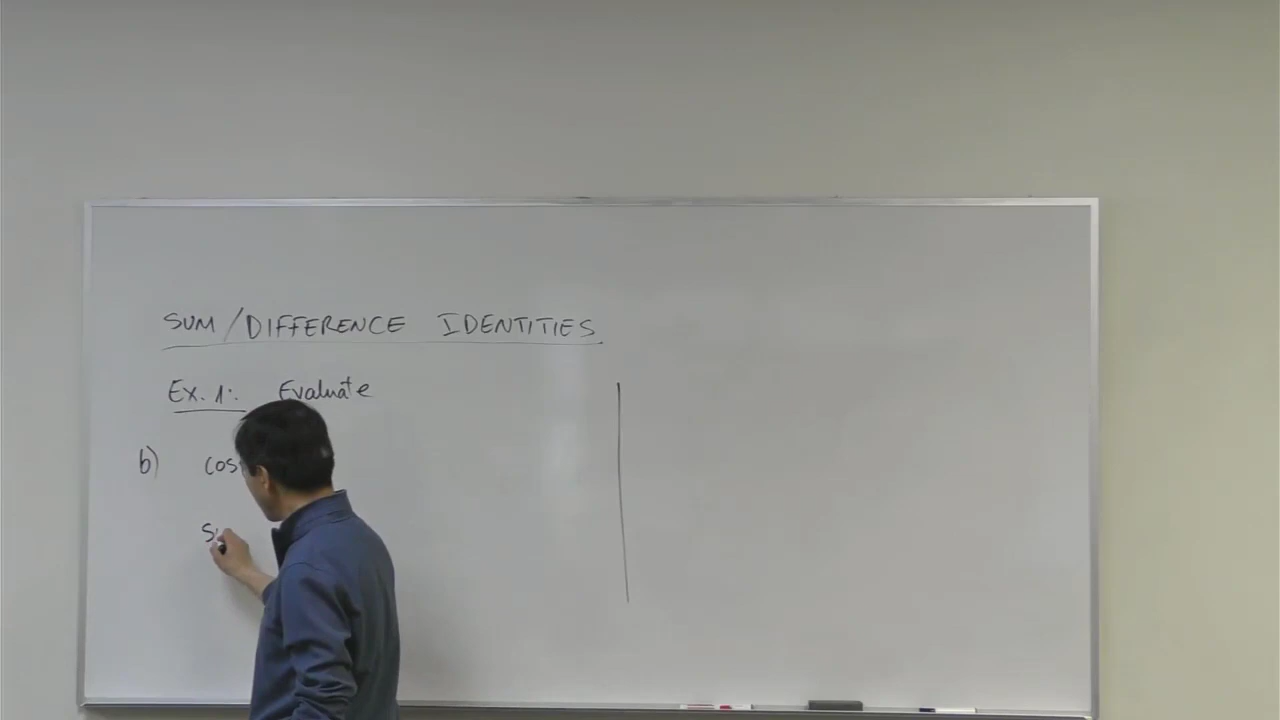 SUM/DIFFERENCE IDENTITIES
Ex. 1: Evaluate
b) cos